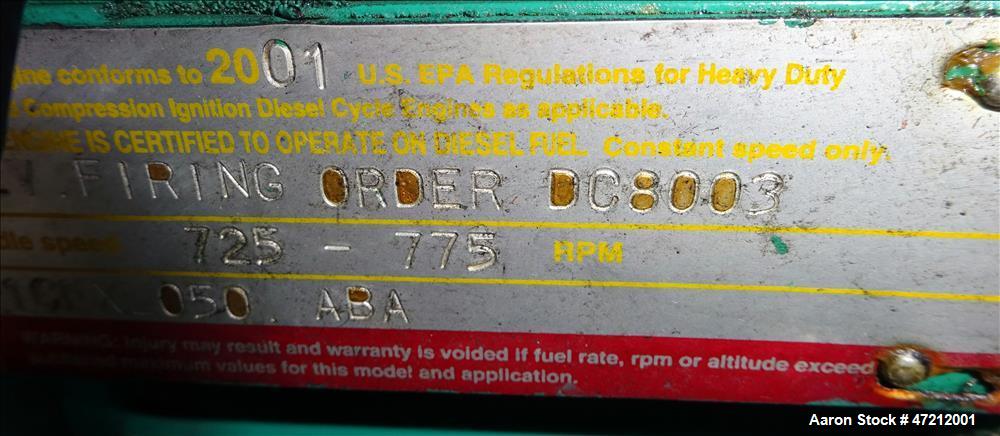 conforms to 2001 U.S. EPA Regulations for Heavy Duty
Compression Ignition Diesel Cycle Engines as applicable.
IS CERTIFIED TO OPERATE ON DIESEL FUEL. Constant speed only.
FIRING ORDER DC8003
speed 725 - 775 RPM
050. ABA
WARNING: Injury may result and warranty is voided if fuel rate, rpm or altitude exceed
maximum values for this model and application.
Aaron Stock # 47212001